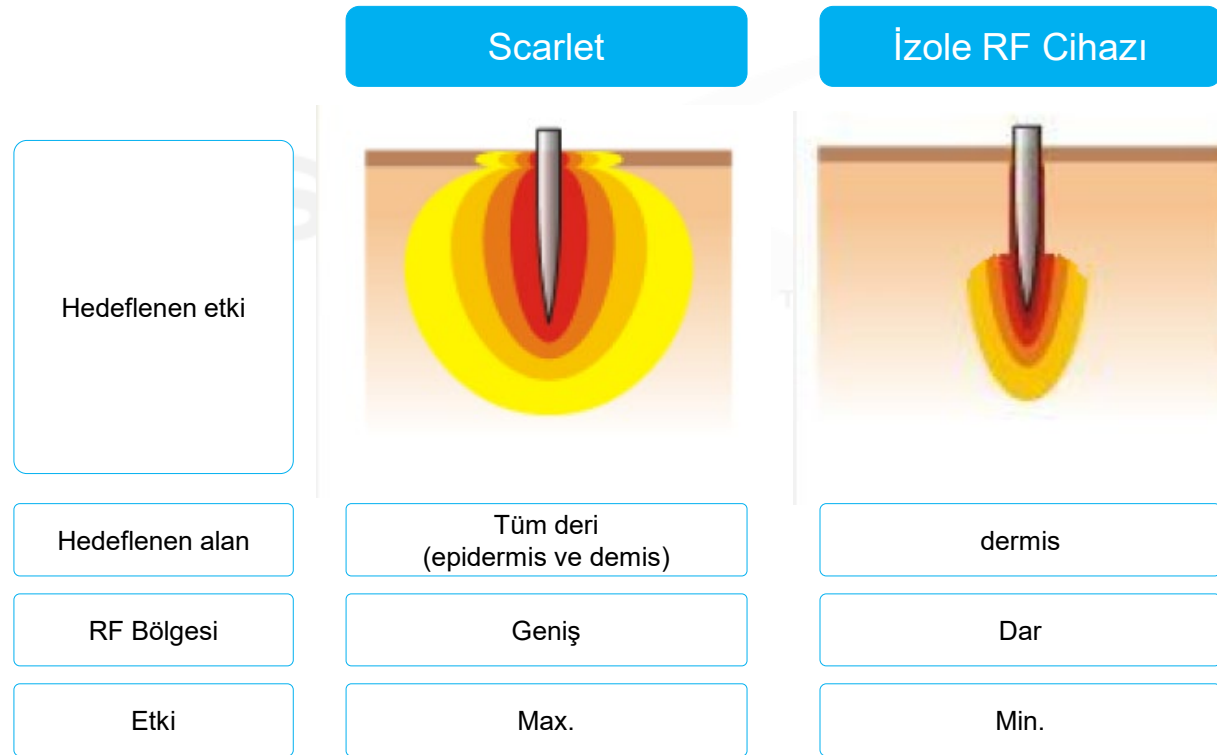 Scarlet
İzole RF Cihazı
Hedeflenen etki
Hedeflenen alan
Tüm deri
(epidermis ve demis)
dermis
RF Bölgesi
Geniş
Dar
Etki
Max.
Min.